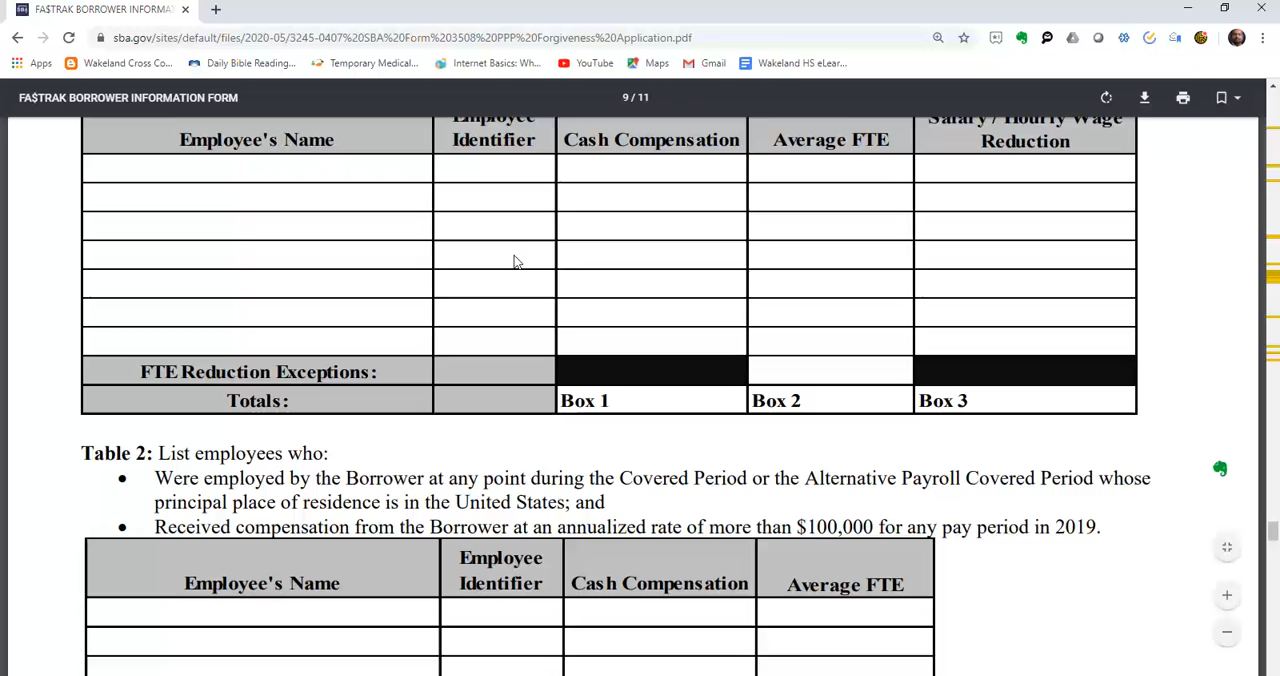 FA$TRAK BORROWER INFORMA
sba.gov/sites/default/files/2020-05/3245-0407%20SBA%20Form%203508%20PPP%20Forgiveness%20Application.pdf
Apps Wakeland Cross Co... Daily Bible Reading... Temporary Medical... Internet Basics: Wh... YouTube Maps Gmail Wakeland HS eLear...
FA$TRAK BORROWER INFORMATION FORM 9 / 11
Employee Salary / Hourly Wage
Employee's Name Identifier Cash Compensation Average FTE Reduction
FTE Reduction Exceptions:
Totals: Box 1 Box 2 Box 3
Table 2: List employees who:
• Were employed by the Borrower at any point during the Covered Period or the Alternative Payroll Covered Period whose
principal place of residence is in the United States; and
• Received compensation from the Borrower at an annualized rate of more than $100,000 for any pay period in 2019.
Employee
Employee's Name Identifier Cash Compensation Average FTE